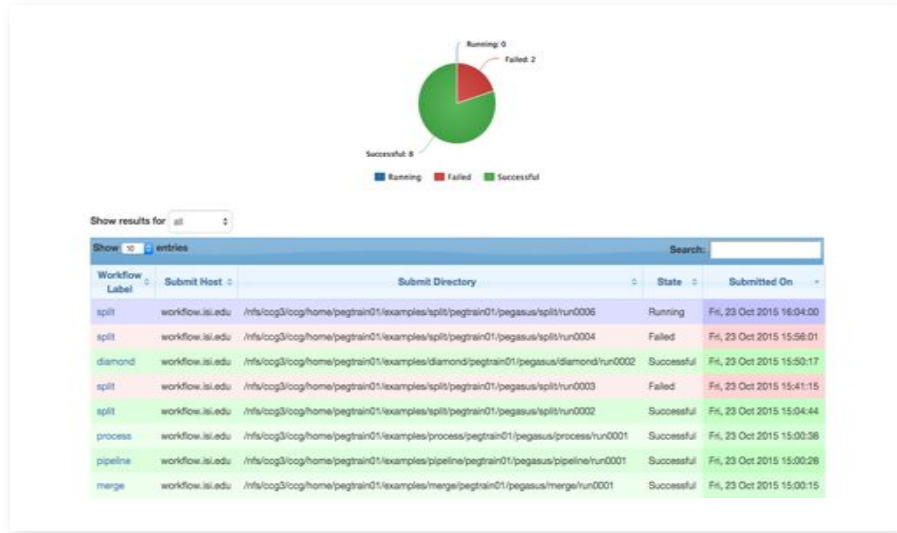 Running: 0
Failed: 2
Successful: 8
Running Failed Successful
Show results for all
Show 10 entries Search:
Workflow Label Submit Host Submit Directory State Submitted On
split workflow.isi.edu /nfs/ccg3/ccg/home/pegtrain01/examples/split/pegtrain01/pegasus/split/run0006 Running Fri, 23 Oct 2015 16:04:00
split workflow.isi.edu /nfs/ccg3/ccg/home/pegtrain01/examples/split/pegtrain01/pegasus/split/run0004 Failed Fri, 23 Oct 2015 15:56:01
diamond workflow.isi.edu /nfs/ccg3/ccg/home/pegtrain01/examples/diamond/pegtrain01/pegasus/diamond/run0002 Successful Fri, 23 Oct 2015 15:50:17
split workflow.isi.edu /nfs/ccg3/ccg/home/pegtrain01/examples/split/pegtrain01/pegasus/split/run0003 Failed Fri, 23 Oct 2015 15:41:15
split workflow.isi.edu /nfs/ccg3/ccg/home/pegtrain01/examples/split/pegtrain01/pegasus/split/run0002 Successful Fri, 23 Oct 2015 15:04:44
process workflow.isi.edu /nfs/ccg3/ccg/home/pegtrain01/examples/process/pegtrain01/pegasus/process/run0001 Successful Fri, 23 Oct 2015 15:00:38
pipeline workflow.isi.edu /nfs/ccg3/ccg/home/pegtrain01/examples/pipeline/pegtrain01/pegasus/pipeline/run0001 Successful Fri, 23 Oct 2015 15:00:28
merge workflow.isi.edu /nfs/ccg3/ccg/home/pegtrain01/examples/merge/pegtrain01/pegasus/merge/run0001 Successful Fri, 23 Oct 2015 15:00:15